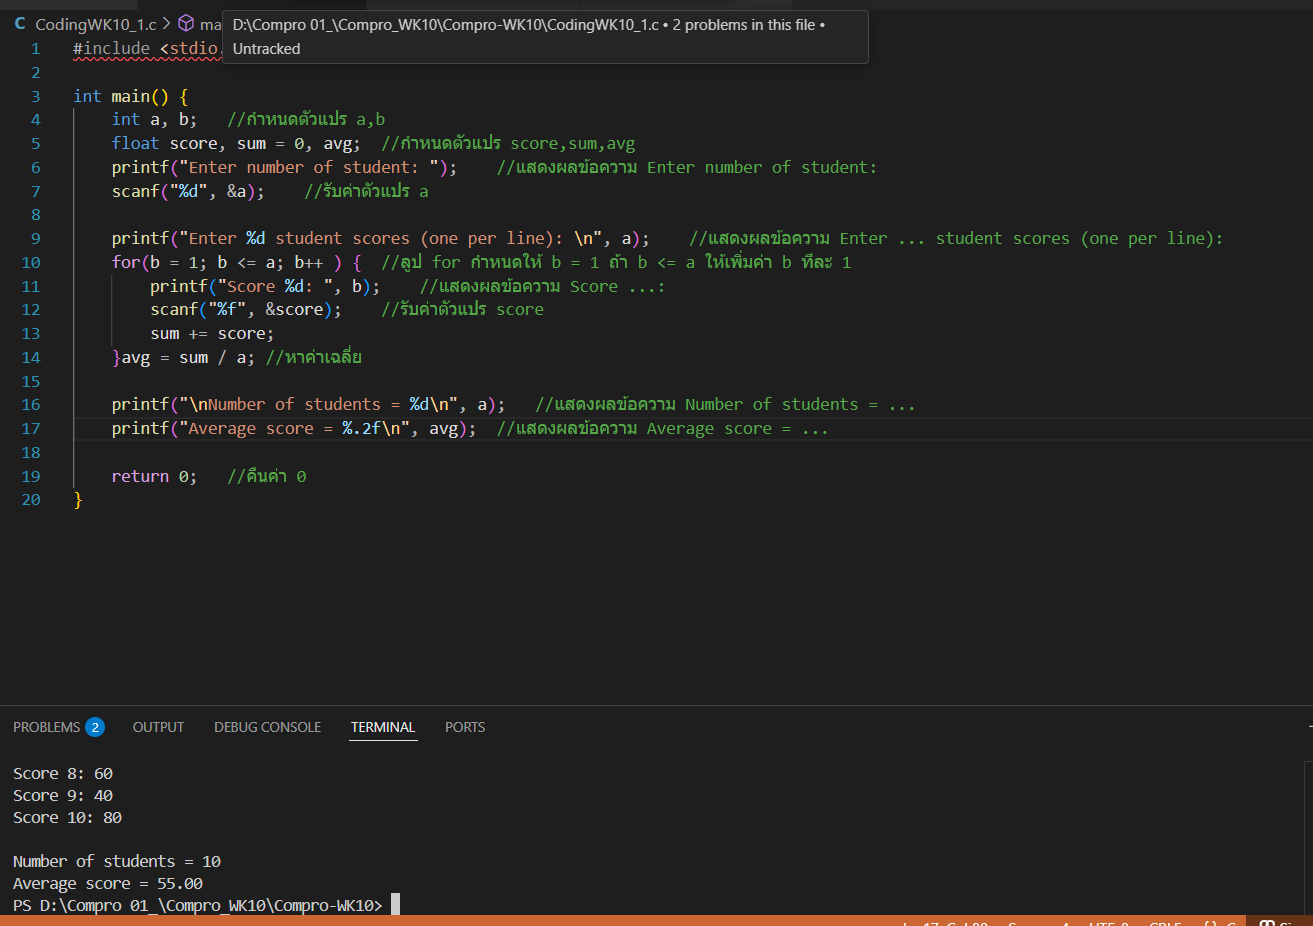 CodingWK10_1.c > ma
D:\Compro 01_\Compro_WK10\Compro-WK10\CodingWK10_1.c • 2 problems in this file •
Untracked
1 #include <stdio.
2
3 int main() {
4 int a, b; //กำหนดตัวแปร a,b
5 float score, sum = 0, avg; //กำหนดตัวแปร score,sum,avg
6 printf("Enter number of student: "); //แสดงผลข้อความ Enter number of student:
7 scanf("%d", &a); //รับค่าตัวแปร a
8
9 printf("Enter %d student scores (one per line): \n", a); //แสดงผลข้อความ Enter ... student scores (one per line):
10 for(b = 1; b <= a; b++ ) { //ลูป for กำหนดให้ b = 1 ถ้า b <= a ให้เพิ่มค่า b ทีละ 1
11 printf("Score %d: ", b); //แสดงผลข้อความ Score ...:
12 scanf("%f", &score); //รับค่าตัวแปร score
13 sum += score;
14 }avg = sum / a; //หาค่าเฉลี่ย
15
16 printf("\nNumber of students = %d\n", a); //แสดงผลข้อความ Number of students = ...
17 printf("Average score = %.2f\n", avg); //แสดงผลข้อความ Average score = ...
18
19 return 0; //คืนค่า 0
20 }
PROBLEMS 2 OUTPUT DEBUG CONSOLE TERMINAL PORTS
Score 8: 60
Score 9: 40
Score 10: 80
Number of students = 10
Average score = 55.00
PS D:\Compro 01_\Compro_WK10\Compro-WK10>